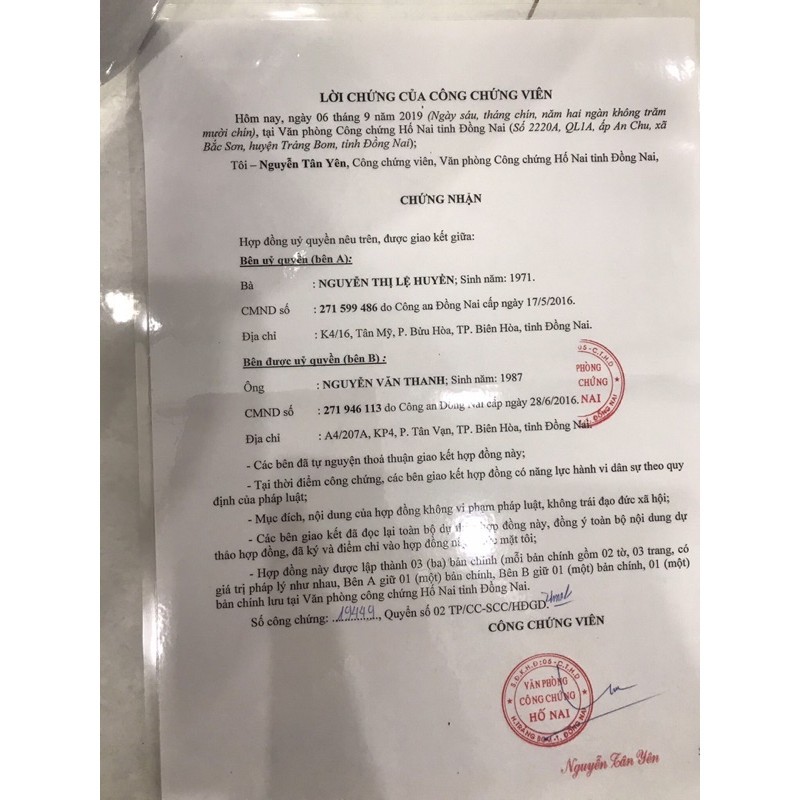 LỜI CHỨNG CỦA CÔNG CHỨNG VIÊN
Hôm nay, ngày 06 tháng 9 năm 2019 (Ngày sáu, tháng chín, năm hai ngàn không trăm
mười chín), tại Văn phòng Công chứng Hố Nai tỉnh Đồng Nai (Số 2220A, QL1A, ấp An Chu, xã
Bắc Sơn, huyện Trảng Bom, tỉnh Đồng Nai);
Tôi – Nguyễn Tân Yên, Công chứng viên, Văn phòng Công chứng Hố Nai tỉnh Đồng Nai,
CHỨNG NHẬN
Hợp đồng uỷ quyền nêu trên, được giao kết giữa:
Bên uỷ quyền (bên A):
Bà : NGUYỄN THỊ LỆ HUYỀN; Sinh năm: 1971.
CMND số : 271 599 486 do Công an Đồng Nai cấp ngày 17/5/2016.
Địa chỉ : K4/16, Tân Mỹ, P. Bửu Hòa, TP. Biên Hòa, tỉnh Đồng Nai.
Bên được uỷ quyền (bên B) :
Ông : NGUYỄN VĂN THANH; Sinh năm: 1987
CMND số : 271 946 113 do Công an Đồng Nai cấp ngày 28/6/2016.
Địa chỉ : A4/207A, KP4, P. Tân Vạn, TP. Biên Hòa, tỉnh Đồng Nai.
:05-C.T.H.D
PHÒNG
CHỨNG
NAI
ĐỒNG NAI
- Các bên đã tự nguyện thoả thuận giao kết hợp đồng này;
- Tại thời điểm công chứng, các bên giao kết hợp đồng có năng lực hành vi dân sự theo quy
định của pháp luật;
- Mục đích, nội dung của hợp đồng không vi phạm pháp luật, không trái đạo đức xã hội;
- Các bên giao kết đã đọc lại toàn bộ dự thảo hợp đồng này, đồng ý toàn bộ nội dung dự
thảo hợp đồng, đã ký và điểm chỉ vào hợp đồng này trước mặt tôi;
- Hợp đồng này được lập thành 03 (ba) bản chính (mỗi bản chính gồm 02 tờ, 03 trang, có
giá trị pháp lý như nhau, Bên A giữ 01 (một) bản chính, Bên B giữ 01 (một) bản chính, 01 (một)
bản chính lưu tại Văn phòng công chứng Hố Nai tỉnh Đồng Nai.
Số công chứng: 19449, Quyển số 02 TP/CC-SCC/HĐGD.
CÔNG CHỨNG VIÊN
S.Đ.K.H.Đ:05-C.T.H.D
VĂN PHÒNG
CÔNG CHỨNG
HỐ NAI
H.TRẢNG BOM-T. ĐỒNG NAI
Nguyễn Tân Yên